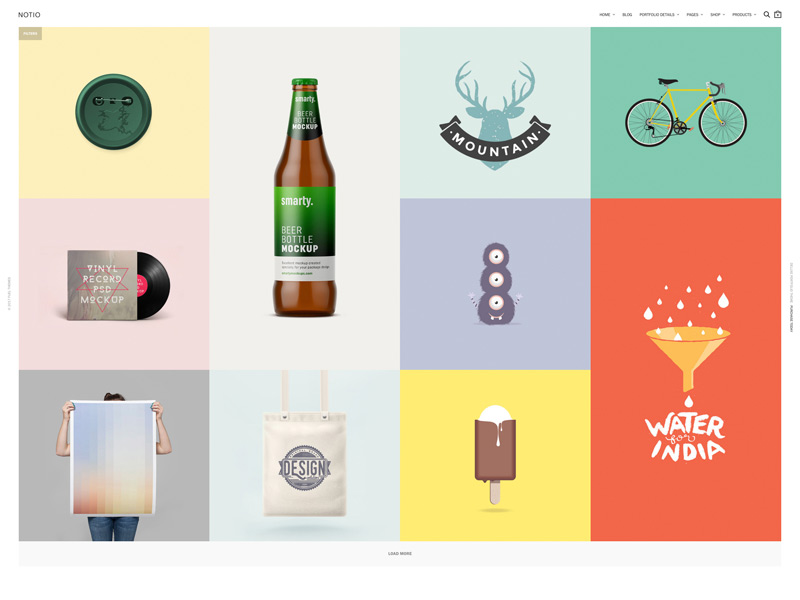 NOTIO
HOME
BLOG
PORTFOLIO DETAILS
PAGES
SHOP
PRODUCTS
FILTERS
smarty.
BEER
BOTTLE
MOCKUP
smarty.
BEER
BOTTLE
MOCKUP
MOUNTAIN
VINYL
RECORD
PSD
MOCKUP
DESIGN
WATER
for
INDIA
LOAD MORE